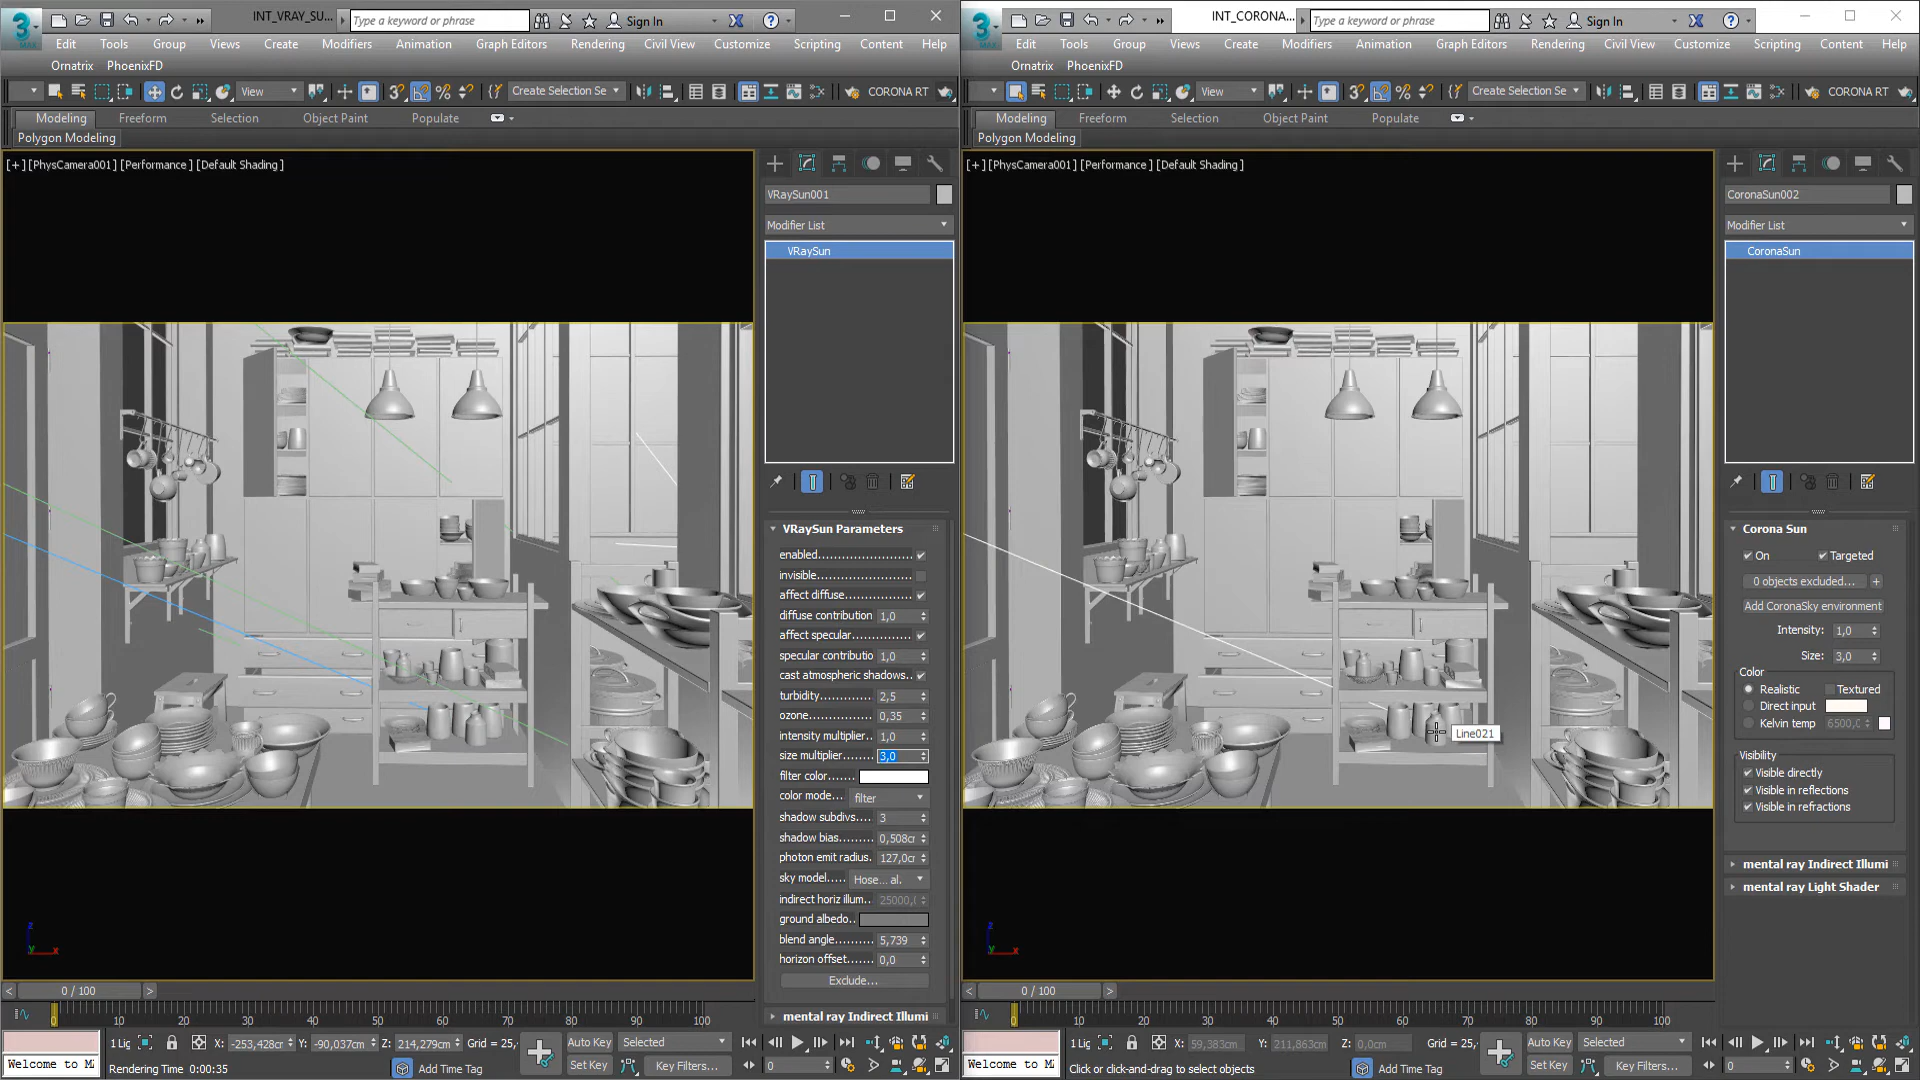 INT_VRAY_SU...
Type a keyword or phrase
Sign In
Edit Tools Group Views Create Modifiers Animation Graph Editors Rendering Civil View Customize Scripting Content Help
Ornatrix PhoenixFD
View
Create Selection Se
CORONA RT
Modeling Freeform Selection Object Paint Populate
Polygon Modeling
[+] [PhysCamera001] [Performance] [Default Shading]
VRaySun001
Modifier List
VRaySun
VRaySun Parameters
enabled
invisible
affect diffuse
diffuse contribution 1,0
affect specular
specular contributio 1,0
cast atmospheric shadows..
turbidity 2,5
ozone 0,35
intensity multiplier.. 1,0
size multiplier 3,0
filter color
color mode... filter
shadow subdivs.... 3
shadow bias 0,508cr
photon emit radius. 127,0cr
sky model..... Hose... al.
indirect horiz illum.. 25000,(
ground albedo..
blend angle 5,739
horizon offset 0,0
Exclude...
mental ray Indirect Illumi
0 / 100
0 10 20 30 40 50 60 70 80 90 100
1 Lig X: -253,428cr Y: -90,037cm Z: 214,279cm Grid = 25,
Auto Key Selected
Set Key Key Filters...
0
Welcome to M
Rendering Time 0:00:35
Add Time Tag
INT_CORONA...
Type a keyword or phrase
Sign In
Edit Tools Group Views Create Modifiers Animation Graph Editors Rendering Civil View Customize Scripting Content Help
Ornatrix PhoenixFD
View
Create Selection Se
CORONA RT
Modeling Freeform Selection Object Paint Populate
Polygon Modeling
[+] [PhysCamera001] [Performance] [Default Shading]
Line021
CoronaSun002
Modifier List
CoronaSun
Corona Sun
On Targeted
0 objects excluded... +
Add CoronaSky environment
Intensity: 1,0
Size: 3,0
Color
Realistic Textured
Direct input
Kelvin temp 6500,(
Visibility
Visible directly
Visible in reflections
Visible in refractions
mental ray Indirect Illumi
mental ray Light Shader
0 / 100
0 10 20 30 40 50 60 70 80 90 100
1 Lig X: 59,383cm Y: 211,863cm Z: 0,0cm Grid = 25,
Auto Key Selected
Set Key Key Filters...
0
Welcome to M
Click or click-and-drag to select objects
Add Time Tag